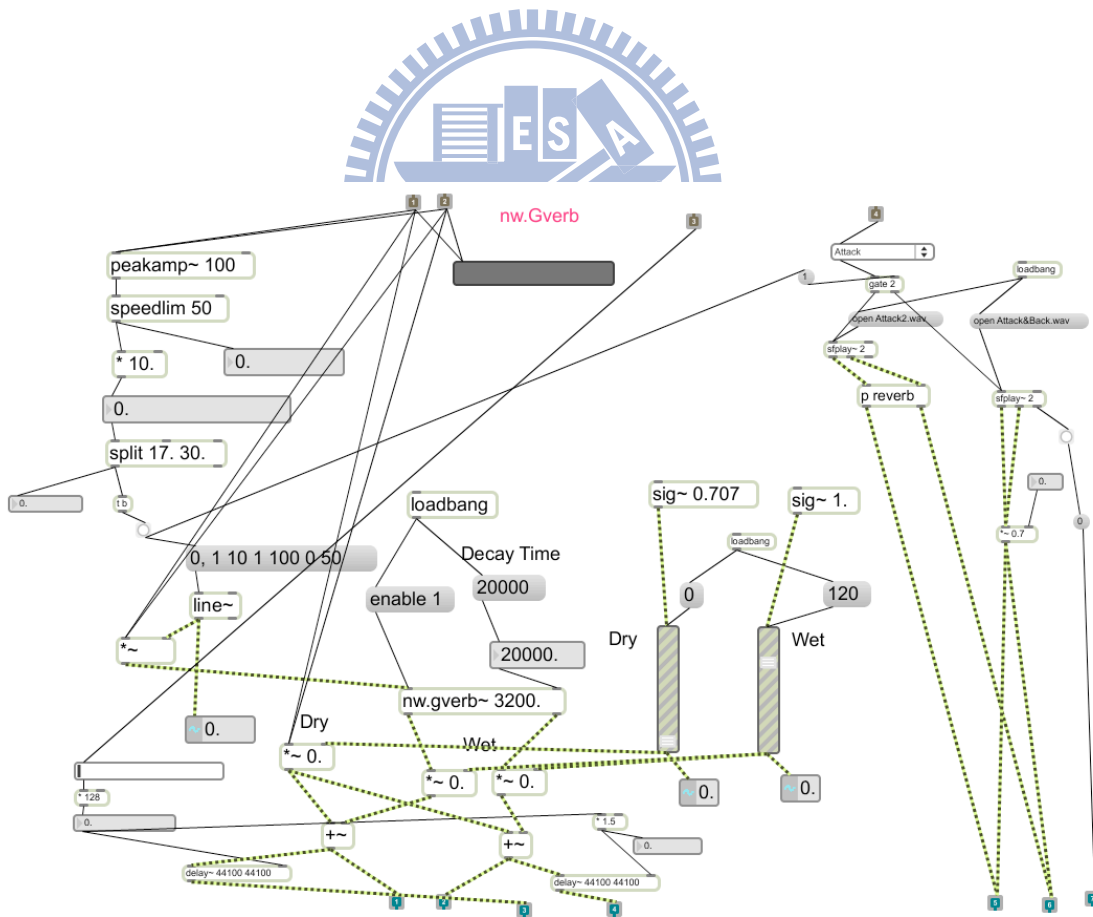 E S A
1
2
nw.Gverb
3
4
peakamp~ 100
Attack
loadbang
1
gate 2
speedlim 50
open Attack2.wav
open Attack&Back.wav
* 10.
0.
sfplay~ 2
p reverb
sfplay~ 2
0.
split 17. 30.
0.
t b
loadbang
sig~ 0.707
sig~ 1.
0.
0
*~ 0.7
loadbang
Decay Time
0, 1 10 1 100 0 50
enable 1
20000
0
120
line~
*~
20000.
Dry
Wet
nw.gverb~ 3200.
0.
Dry
Wet
*~ 0.
*~ 0.
*~ 0.
0.
0.
* 128
0.
* 1.5
+~
+~
0.
delay~ 44100 44100
delay~ 44100 44100
1
2
3
4
5
6